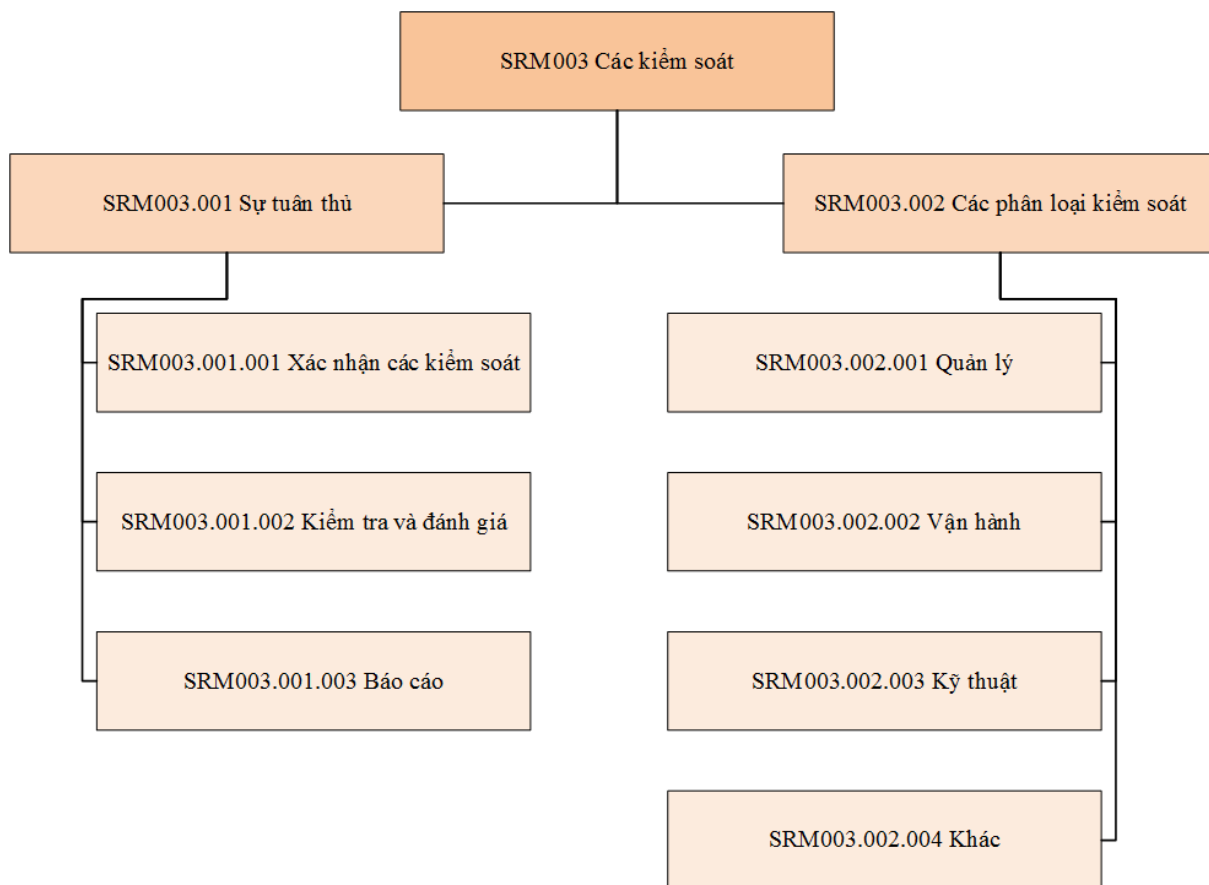 SRM003 Các kiểm soát
SRM003.001 Sự tuân thủ
SRM003.002 Các phân loại kiểm soát
SRM003.001.001 Xác nhận các kiểm soát
SRM003.002.001 Quản lý
SRM003.001.002 Kiểm tra và đánh giá
SRM003.002.002 Vận hành
SRM003.001.003 Báo cáo
SRM003.002.003 Kỹ thuật
SRM003.002.004 Khác